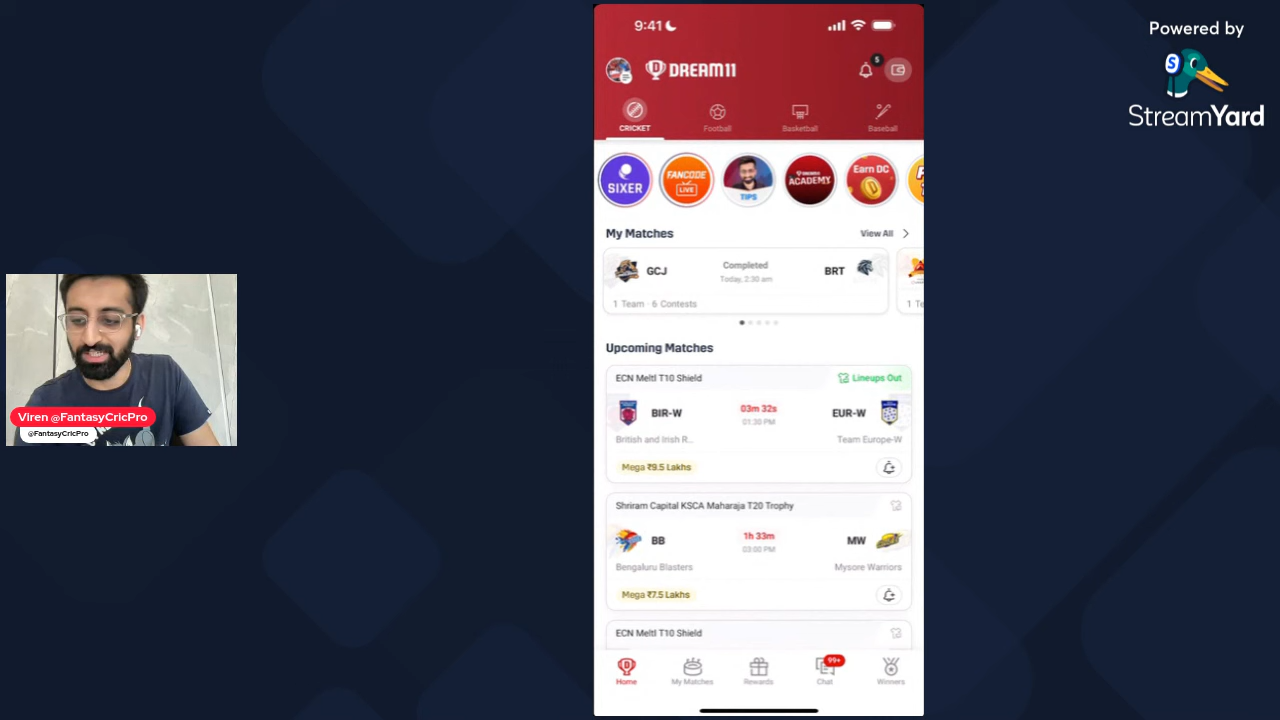 Powered by
StreamYard
9:41
DREAM11
5
CRICKET
Football
Basketball
Baseball
SIXER
FANCODE
LIVE
TIPS
ACADEMY
Earn DC
My Matches
View All
GCJ
Completed
BRT
Today, 2:30 am
1 Team · 6 Contests
Upcoming Matches
ECN Meltl T10 Shield
Lineups Out
BIR-W
03m 32s
EUR-W
01:30 PM
British and Irish R...
Team Europe-W
Mega ₹9.5 Lakhs
Shriram Capital KSCA Maharaja T20 Trophy
BB
1h 33m
MW
03:00 PM
Bengaluru Blasters
Mysore Warriors
Mega ₹7.5 Lakhs
ECN Meltl T10 Shield
Home
My Matches
Rewards
99+
Chat
Winners
Viren @FantasyCricPro
@FantasyCricPro